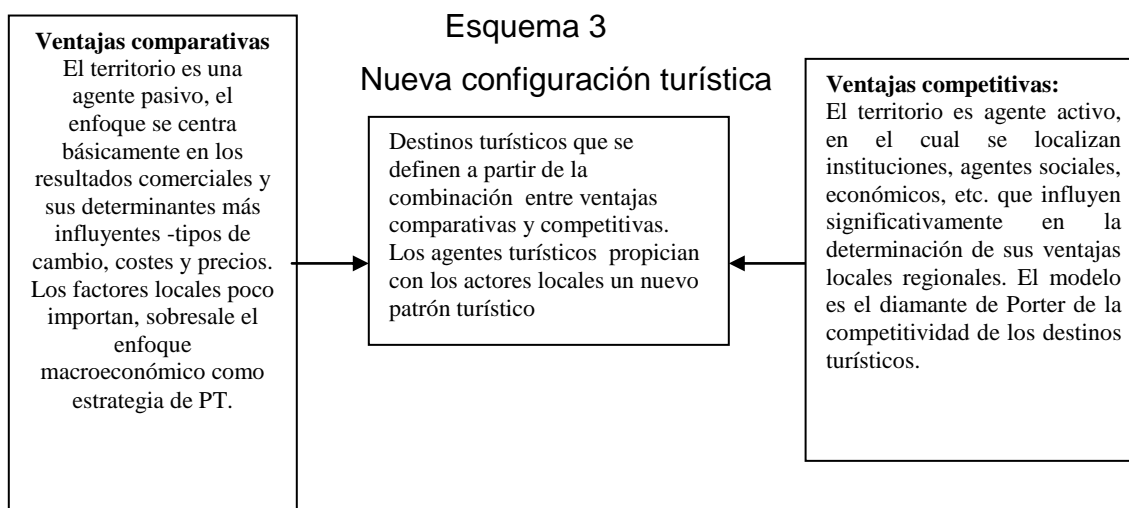 Esquema 3
Nueva configuración turística
Ventajas comparativas
El territorio es una
agente pasivo, el
enfoque se centra
básicamente en los
resultados comerciales y
sus determinantes más
influyentes -tipos de
cambio, costes y precios.
Los factores locales poco
importan, sobresale el
enfoque
macroeconómico como
estrategia de PT.
Destinos turísticos que se
definen a partir de la
combinación entre ventajas
comparativas y competitivas.
Los agentes turísticos propician
con los actores locales un nuevo
patrón turístico
Ventajas competitivas:
El territorio es agente activo,
en el cual se localizan
instituciones, agentes sociales,
económicos, etc. que influyen
significativamente en la
determinación de sus ventajas
locales regionales. El modelo
es el diamante de Porter de la
competitividad de los destinos
turísticos.